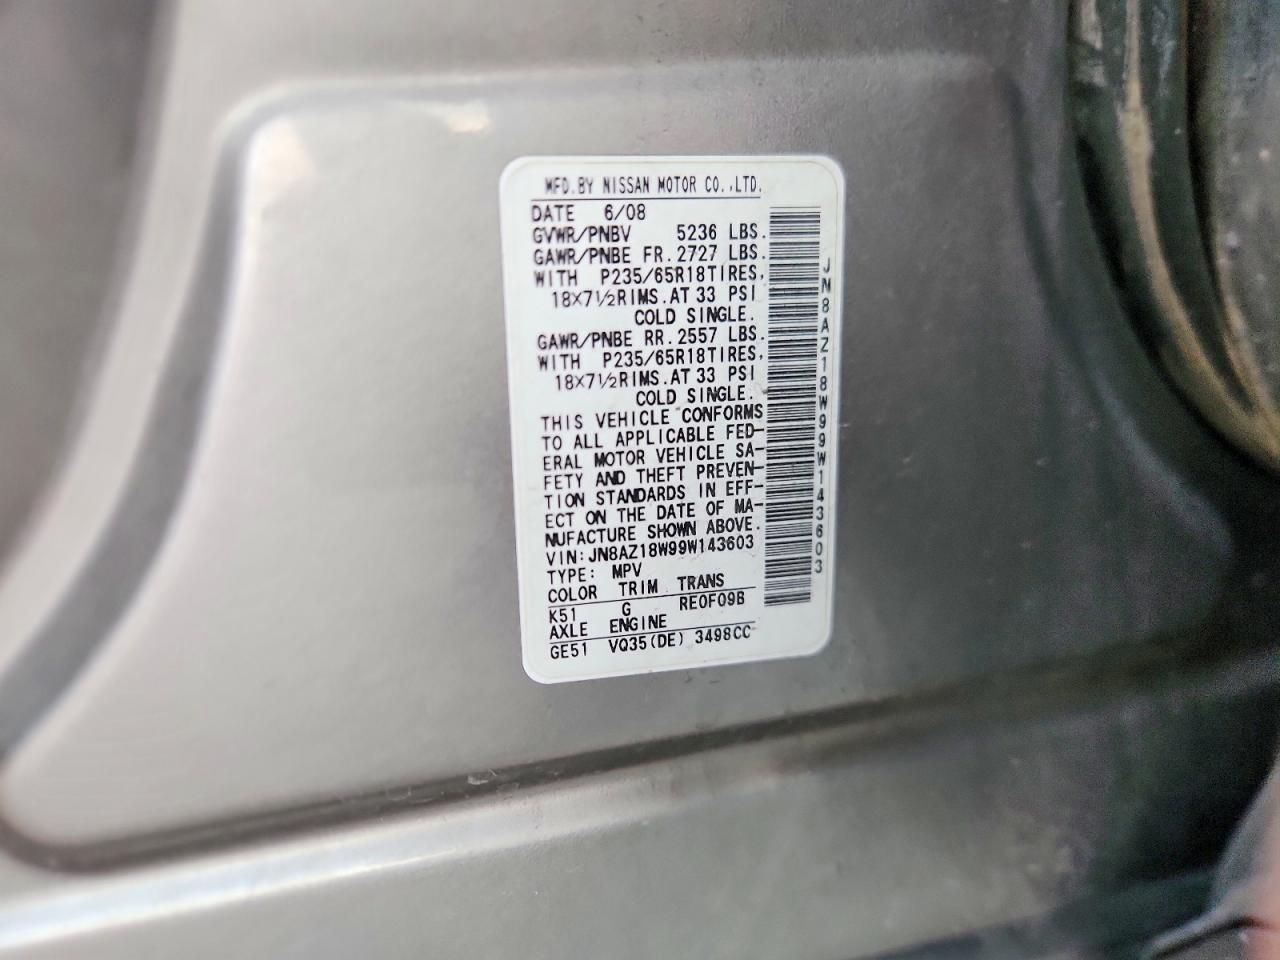 MFD.BY NISSAN MOTOR CO.,LTD.
DATE 6/08
GVWR/PNBV 5236 LBS.
GAWR/PNBE FR. 2727 LBS.
WITH P235/65R18TIRES,
18×7½RIMS.AT 33 PSI
COLD SINGLE.
GAWR/PNBE RR. 2557 LBS.
WITH P235/65R18TIRES,
18×7½RIMS.AT 33 PSI
COLD SINGLE.
THIS VEHICLE CONFORMS
TO ALL APPLICABLE FED-
ERAL MOTOR VEHICLE SA-
FETY AND THEFT PREVEN-
TION STANDARDS IN EFF-
ECT ON THE DATE OF MA-
NUFACTURE SHOWN ABOVE.
VIN: JN8AZ18W99W143603
TYPE: MPV
COLOR TRIM TRANS
K51 G RE0F09B
AXLE ENGINE
GE51 VQ35(DE) 3498CC
JN8AZ18W99W143603